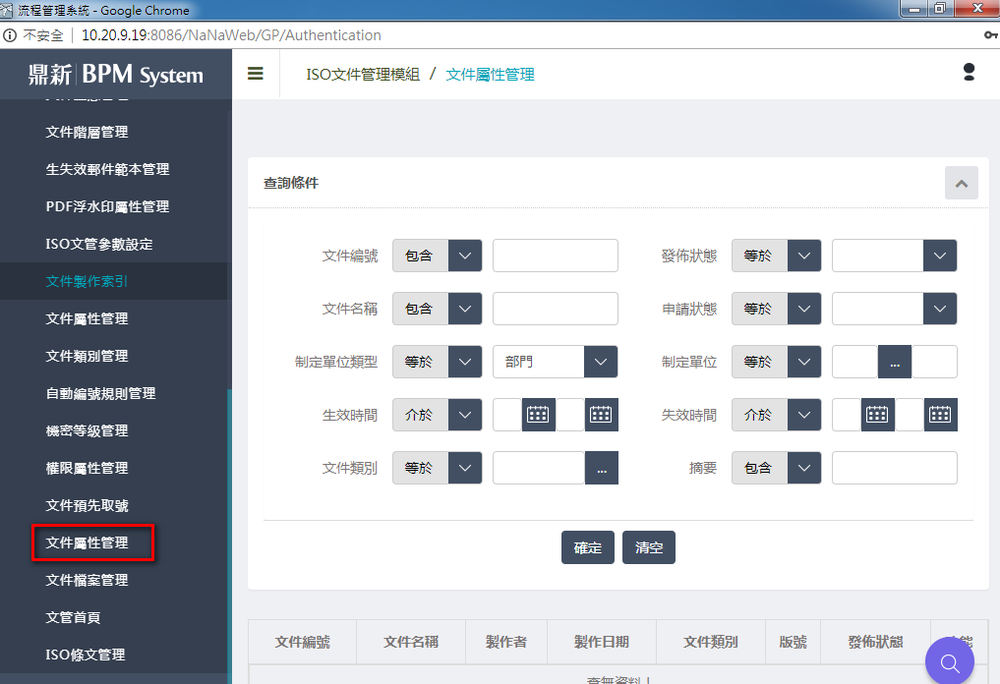 流程管理系統 - Google Chrome
不安全 | 10.20.9.19:8086/NaNaWeb/GP/Authentication
鼎新 BPM System
ISO文件管理模組 / 文件屬性管理
文件階層管理
生失效郵件範本管理
PDF浮水印屬性管理
ISO文管參數設定
文件製作索引
文件屬性管理
文件類別管理
自動編號規則管理
機密等級管理
權限屬性管理
文件預先取號
文件屬性管理
文件檔案管理
文管首頁
ISO條文管理
查詢條件
文件編號 包含 發佈狀態 等於
文件名稱 包含 申請狀態 等於
制定單位類型 等於 部門 制定單位 等於 ...
生效時間 介於 失效時間 介於
文件類別 等於 ... 摘要 包含
確定 清空
文件編號 文件名稱 製作者 製作日期 文件類別 版號 發佈狀態
查無資料！